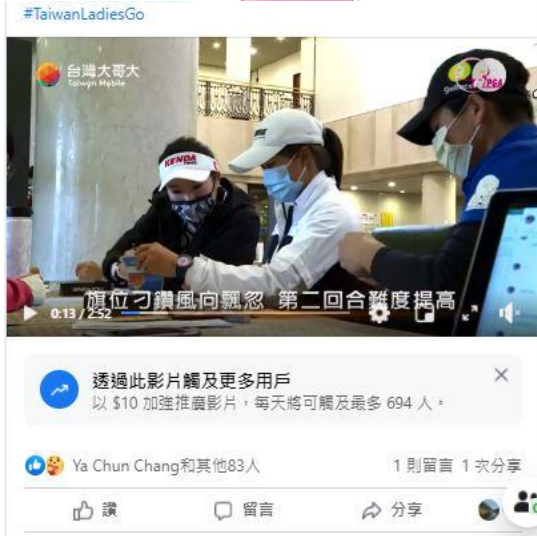 #TaiwanLadiesGo
台灣大哥大
Taiwan Mobile
KENDA
TPGA
旗位刁鑽風向飄忽 第二回合難度提高
0:13 / 2:52
透過此影片觸及更多用戶
以 $10 加強推廣影片，每天將可觸及最多 694 人。
Ya Chun Chang和其他83人
1 則留言 1 次分享
讚
留言
分享